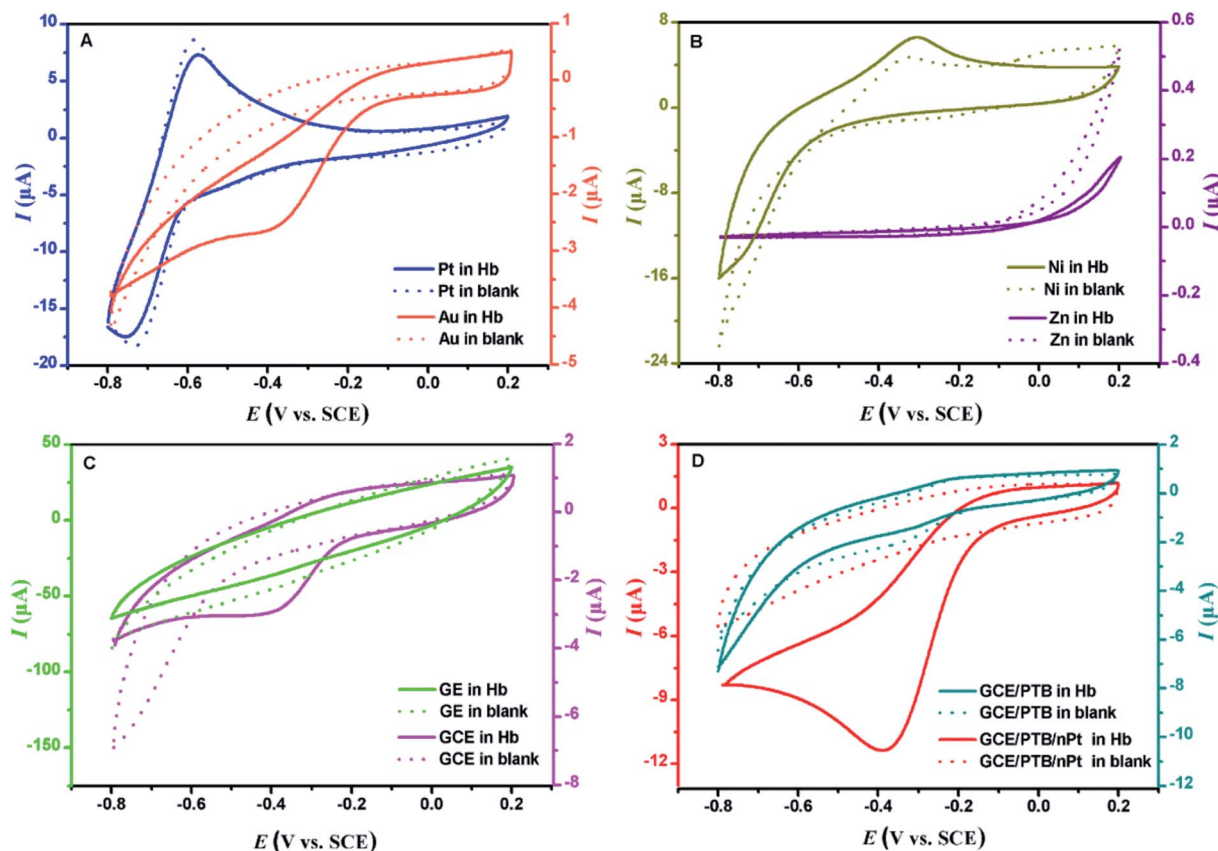 A
10
5
0
-5
-10
-15
-20
I (μA)
1
0
-1
-2
-3
-4
-5
I (μA)
Pt in Hb
Pt in blank
Au in Hb
Au in blank
-0.8 -0.6 -0.4 -0.2 0.0 0.2
E (V vs. SCE)
B
8
0
-8
-16
-24
I (μA)
0.6
0.4
0.2
0.0
-0.2
-0.4
I (μA)
Ni in Hb
Ni in blank
Zn in Hb
Zn in blank
-0.8 -0.6 -0.4 -0.2 0.0 0.2
E (V vs. SCE)
C
50
0
-50
-100
-150
I (μA)
2
0
-2
-4
-6
-8
I (μA)
GE in Hb
GE in blank
GCE in Hb
GCE in blank
-0.8 -0.6 -0.4 -0.2 0.0 0.2
E (V vs. SCE)
D
3
0
-3
-6
-9
-12
I (μA)
2
0
-2
-4
-6
-8
-10
-12
I (μA)
GCE/PTB in Hb
GCE/PTB in blank
GCE/PTB/nPt in Hb
GCE/PTB/nPt in blank
-0.8 -0.6 -0.4 -0.2 0.0 0.2
E (V vs. SCE)